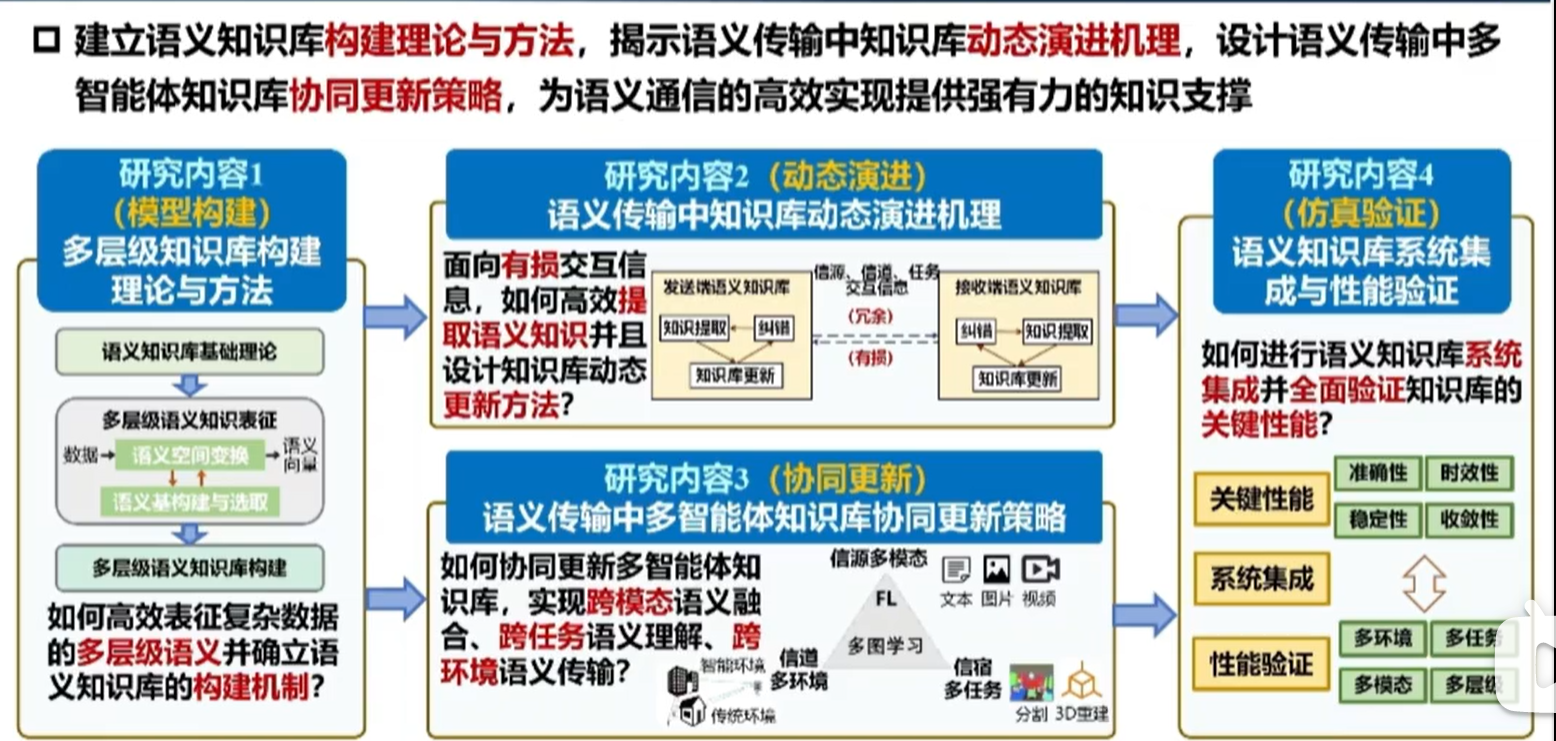 建立语义知识库构建理论与方法，揭示语义传输中知识库动态演进机理，设计语义传输中多
智能体知识库协同更新策略，为语义通信的高效实现提供强有力的知识支撑
研究内容1
（模型构建）
多层级知识库构建
理论与方法
语义知识库基础理论
多层级语义知识表征
数据
语义空间变换
语义
向量
语义基构建与选取
多层级语义知识库构建
如何高效表征复杂数据
的多层级语义并确立语
义知识库的构建机制？
研究内容2（动态演进）
语义传输中知识库动态演进机理
面向有损交互信
息，如何高效提
取语义知识并且
设计知识库动态
更新方法？
发送端语义知识库
知识提取
纠错
知识库更新
信源、信道、任务
交互信息
（冗余）
（有损）
接收端语义知识库
纠错
知识提取
知识库更新
研究内容3（协同更新）
语义传输中多智能体知识库协同更新策略
如何协同更新多智能体知
识库，实现跨模态语义融
合、跨任务语义理解、跨
环境语义传输？
信源多模态
文本 图片 视频
FL
多图学习
信道
多环境
智能环境
传统环境
信宿
多任务
分割 3D重建
研究内容4
（仿真验证）
语义知识库系统集
成与性能验证
如何进行语义知识库系统
集成并全面验证知识库的
关键性能？
关键性能
准确性 时效性
稳定性 收敛性
系统集成
性能验证
多环境 多任务
多模态 多层级